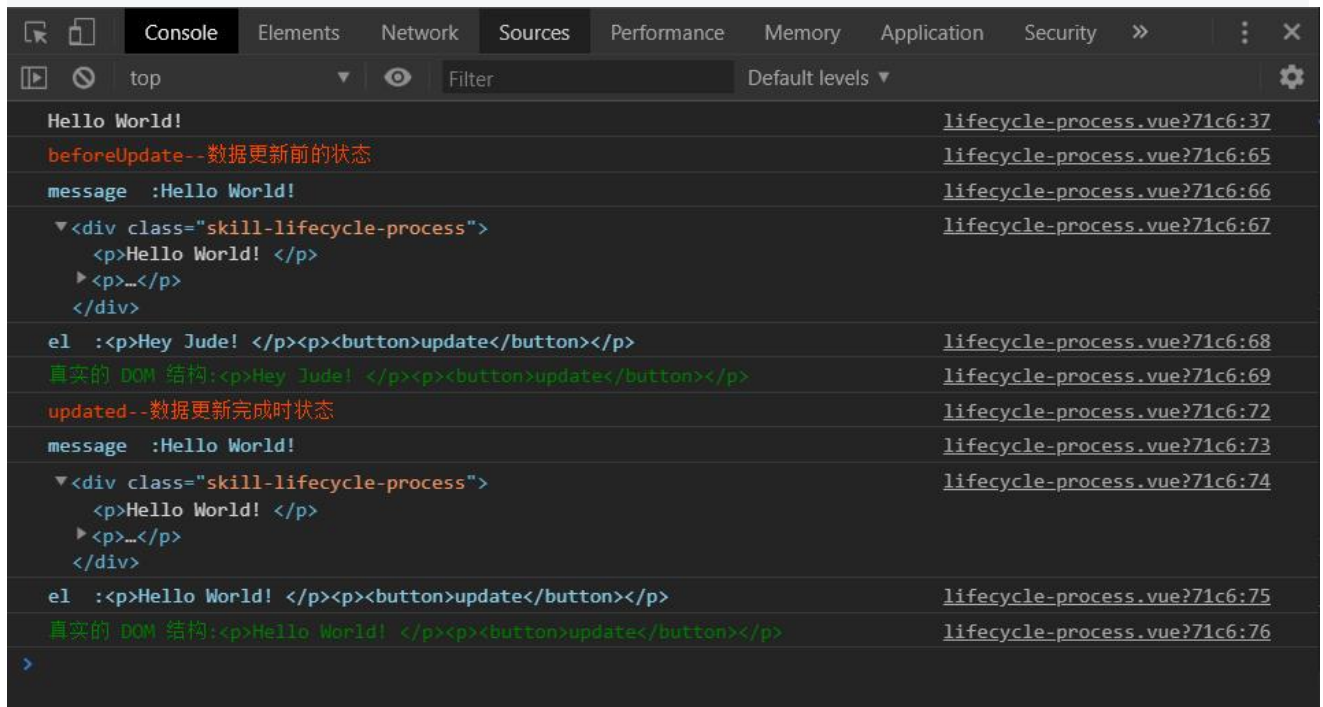 Console Elements Network Sources Performance Memory Application Security »
top Filter Default levels
Hello World! lifecycle-process.vue?71c6:37
beforeUpdate--数据更新前的状态 lifecycle-process.vue?71c6:65
message  :Hello World! lifecycle-process.vue?71c6:66
<div class="skill-lifecycle-process"> lifecycle-process.vue?71c6:67
<p>Hello World! </p>
<p>…</p>
</div>
el  :<p>Hey Jude! </p><p><button>update</button></p> lifecycle-process.vue?71c6:68
真实的 DOM 结构:<p>Hey Jude! </p><p><button>update</button></p> lifecycle-process.vue?71c6:69
updated--数据更新完成时状态 lifecycle-process.vue?71c6:72
message  :Hello World! lifecycle-process.vue?71c6:73
<div class="skill-lifecycle-process"> lifecycle-process.vue?71c6:74
<p>Hello World! </p>
<p>…</p>
</div>
el  :<p>Hello World! </p><p><button>update</button></p> lifecycle-process.vue?71c6:75
真实的 DOM 结构:<p>Hello World! </p><p><button>update</button></p> lifecycle-process.vue?71c6:76
>